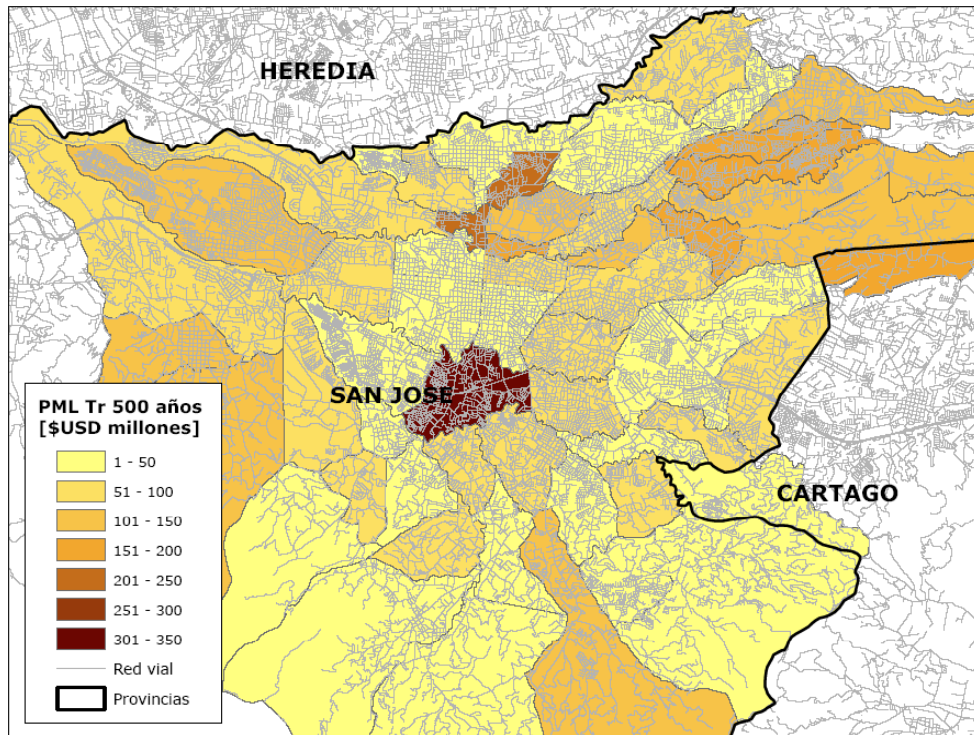 HEREDIA
SAN JOSE
CARTAGO
PML Tr 500 años
[$USD millones]
1 - 50
51 - 100
101 - 150
151 - 200
201 - 250
251 - 300
301 - 350
Red vial
Provincias